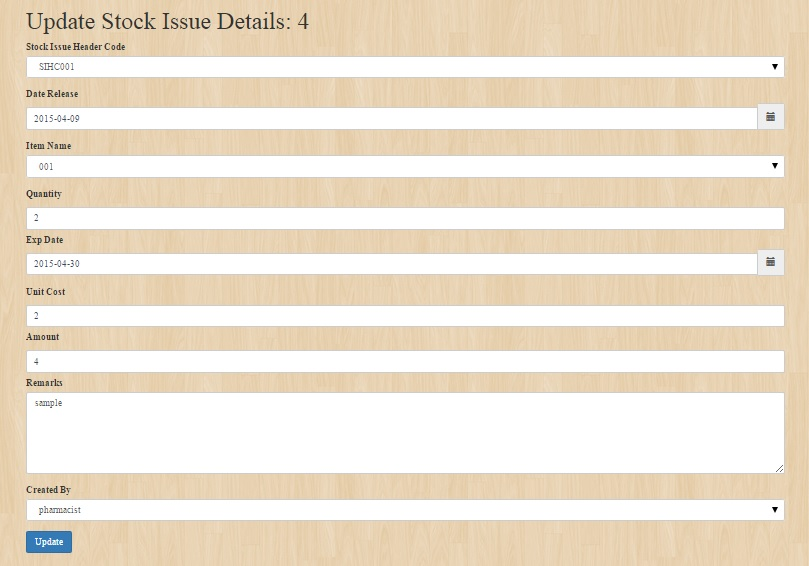 Update Stock Issue Details: 4
Stock Issue Header Code
SIHC001
Date Release
2015-04-09
Item Name
001
Quantity
2
Exp Date
2015-04-30
Unit Cost
2
Amount
4
Remarks
sample
Created By
pharmacist
Update